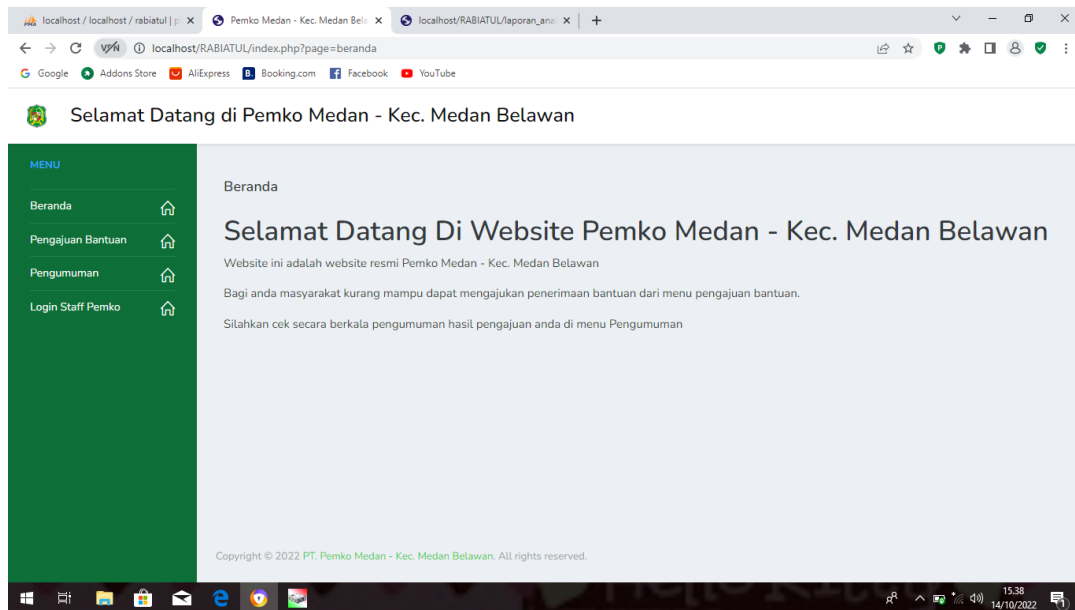 localhost / localhost / rabiatul | p
Pemko Medan - Kec. Medan Bela
localhost/RABIATUL/laporan_anal
VPN
localhost/RABIATUL/index.php?page=beranda
Google Addons Store AliExpress Booking.com Facebook YouTube
Selamat Datang di Pemko Medan - Kec. Medan Belawan
MENU
Beranda
Pengajuan Bantuan
Pengumuman
Login Staff Pemko
Beranda
Selamat Datang Di Website Pemko Medan - Kec. Medan Belawan
Website ini adalah website resmi Pemko Medan - Kec. Medan Belawan
Bagi anda masyarakat kurang mampu dapat mengajukan penerimaan bantuan dari menu pengajuan bantuan.
Silahkan cek secara berkala pengumuman hasil pengajuan anda di menu Pengumuman
Copyright © 2022 PT. Pemko Medan - Kec. Medan Belawan. All rights reserved.
15.38
14/10/2022